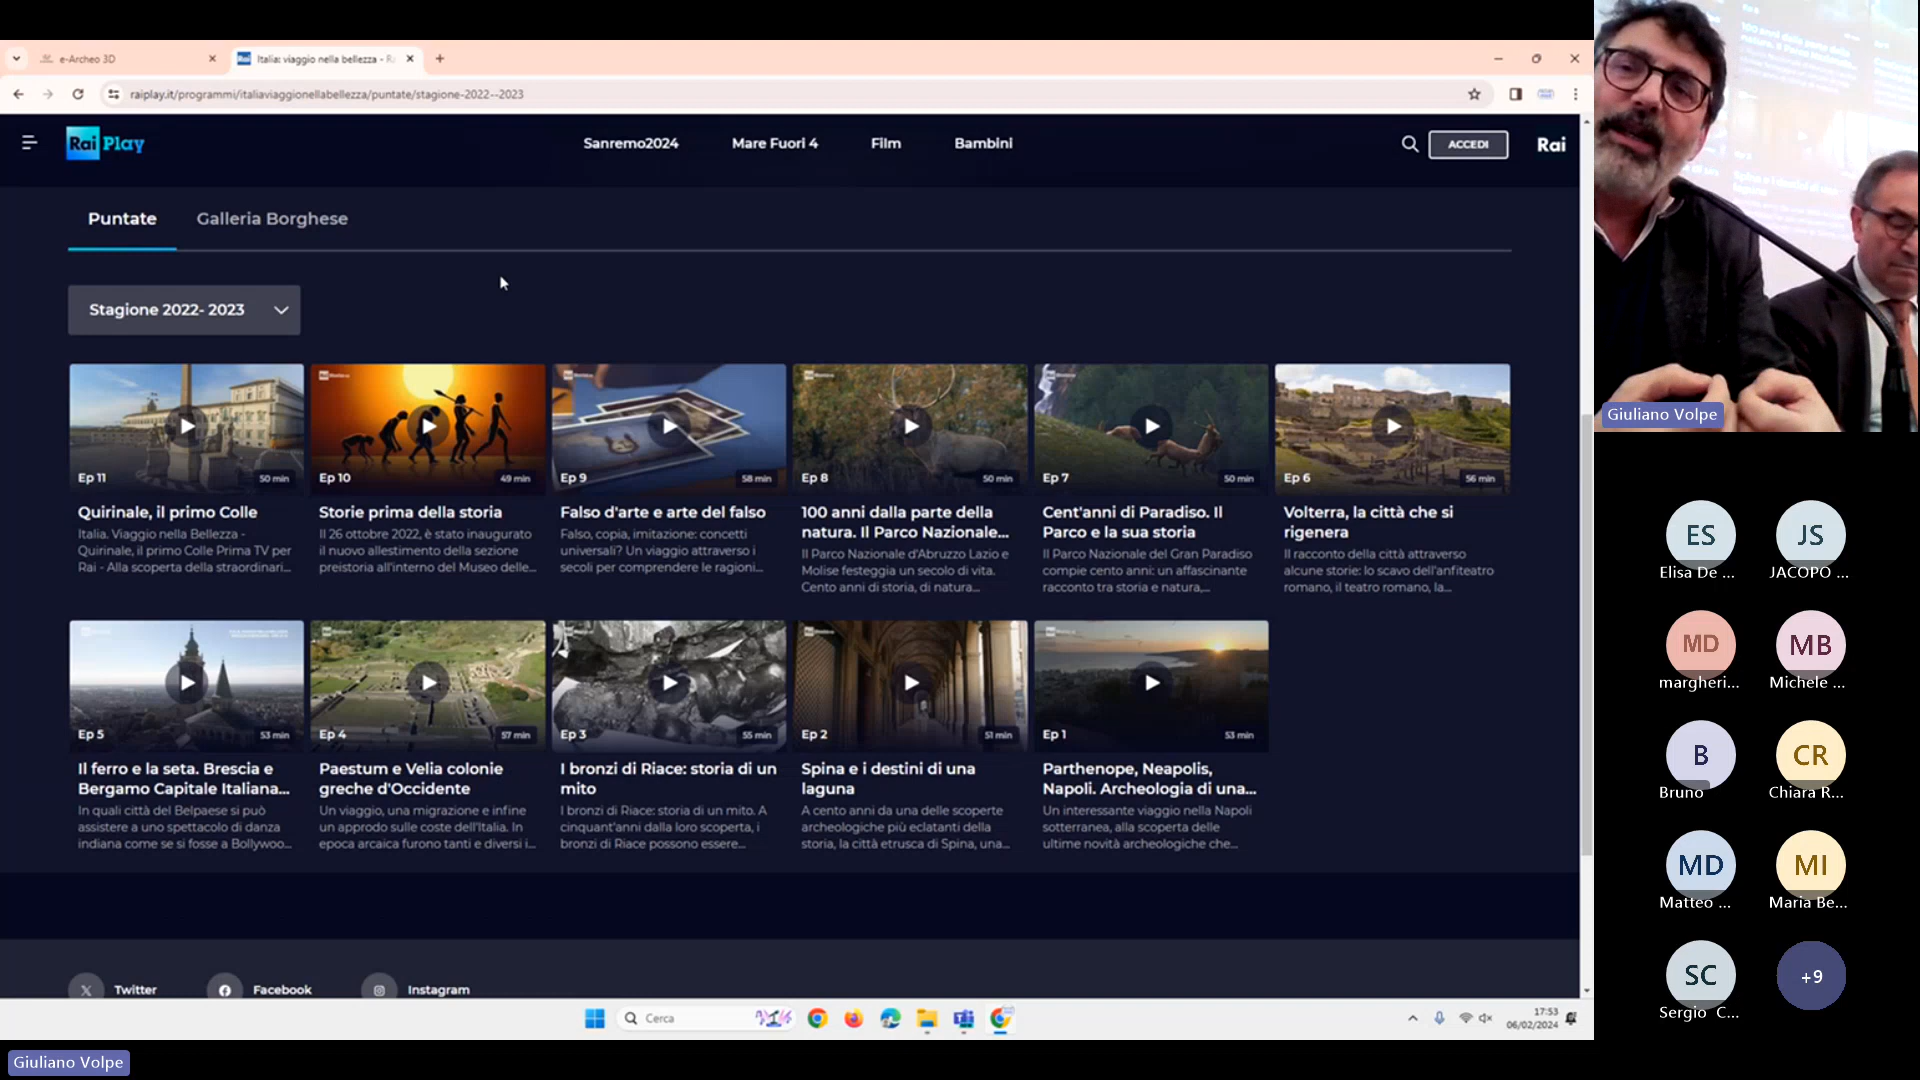 e-Archeo 3D
Italia: viaggio nella bellezza - R
raiplay.it/programmi/italiaviaggionellabellezza/puntate/stagione-2022--2023
Rai Play
Sanremo2024
Mare Fuori 4
Film
Bambini
ACCEDI
Rai
Puntate
Galleria Borghese
Stagione 2022- 2023
Ep 11
50 min
Ep 10
49 min
Ep 9
58 min
Ep 8
50 min
Ep 7
50 min
Ep 6
56 min
Quirinale, il primo Colle
Italia. Viaggio nella Bellezza -
Quirinale, il primo Colle Prima TV per
Rai - Alla scoperta della straordinari...
Storie prima della storia
Il 26 ottobre 2022, è stato inaugurato
il nuovo allestimento della sezione
preistoria all'interno del Museo delle...
Falso d'arte e arte del falso
Falso, copia, imitazione: concetti
universali? Un viaggio attraverso i
secoli per comprendere le ragioni...
100 anni dalla parte della
natura. Il Parco Nazionale...
Il Parco Nazionale d'Abruzzo Lazio e
Molise festeggia un secolo di vita.
Cento anni di storia, di natura...
Cent'anni di Paradiso. Il
Parco e la sua storia
Il Parco Nazionale del Gran Paradiso
compie cento anni: un affascinante
racconto tra storia e natura,...
Volterra, la città che si
rigenera
Il racconto della città attraverso
alcune storie: lo scavo dell'anfiteatro
romano, il teatro romano, la...
Ep 5
53 min
Ep 4
57 min
Ep 3
55 min
Ep 2
51 min
Ep 1
53 min
Il ferro e la seta. Brescia e
Bergamo Capitale Italiana...
In quali città del Belpaese si può
assistere a uno spettacolo di danza
indiana come se si fosse a Bollywoo...
Paestum e Velia colonie
greche d'Occidente
Un viaggio, una migrazione e infine
un approdo sulle coste dell'Italia. In
epoca arcaica furono tanti e diversi i...
I bronzi di Riace: storia di un
mito
I bronzi di Riace: storia di un mito. A
cinquant'anni dalla loro scoperta, i
bronzi di Riace possono essere...
Spina e i destini di una
laguna
A cento anni da una delle scoperte
archeologiche più eclatanti della
storia, la città etrusca di Spina, una...
Parthenope, Neapolis,
Napoli. Archeologia di una...
Un interessante viaggio nella Napoli
sotterranea, alla scoperta delle
ultime novità archeologiche che...
Twitter
Facebook
Instagram
Cerca
17:53
06/02/2024
Giuliano Volpe
Giuliano Volpe
ES
Elisa De ...
JS
JACOPO ...
MD
margheri...
MB
Michele ...
B
Bruno
CR
Chiara R...
MD
Matteo ...
MI
Maria Be...
SC
Sergio C...
+9